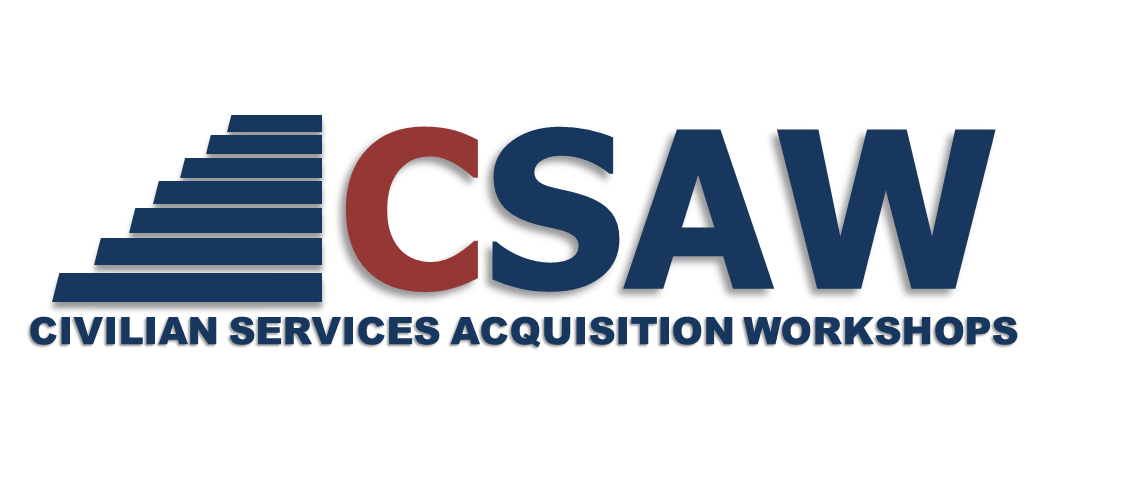 CSAW
CIVILIAN SERVICES ACQUISITION WORKSHOPS